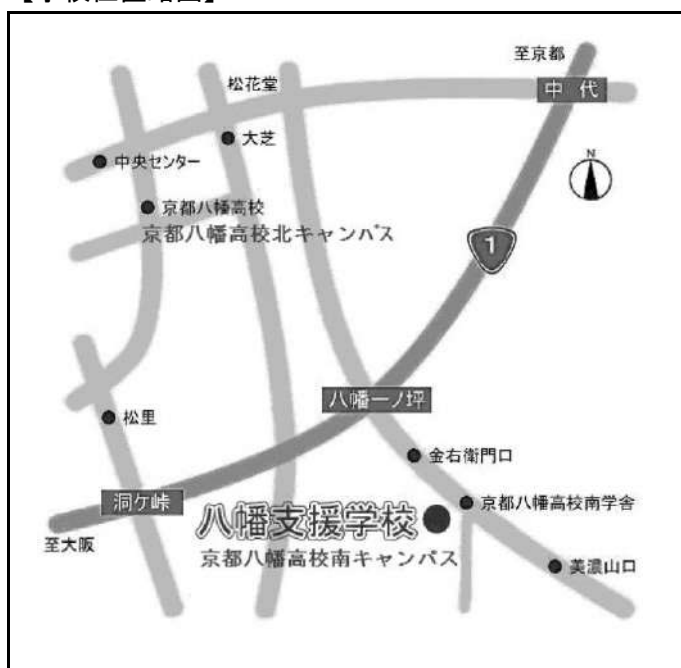 至京都
中代
松花堂
大芝
中央センター
N
京都八幡高校
京都八幡高校北キャンパス
1
八幡一ノ坪
松里
金右衛門口
洞ケ峠
京都八幡高校南学舎
八幡支援学校
至大阪
京都八幡高校南キャンパス
美濃山口